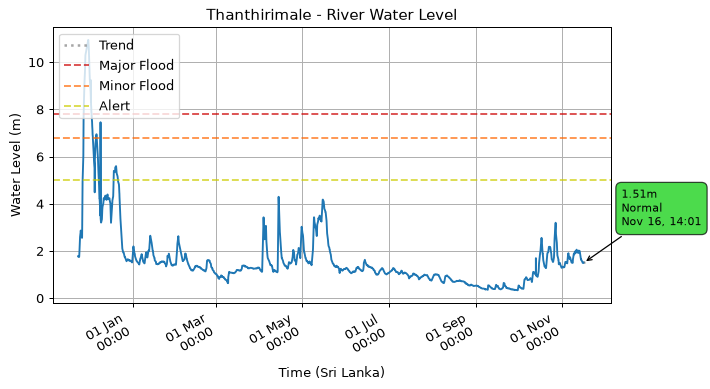 Thanthirimale - River Water Level
Trend
Major Flood
Minor Flood
Alert
Water Level (m)
10
8
6
4
2
0
1.51m
Normal
Nov 16, 14:01
01 Jan
00:00
01 Mar
00:00
01 May
00:00
01 Jul
00:00
01 Sep
00:00
01 Nov
00:00
Time (Sri Lanka)